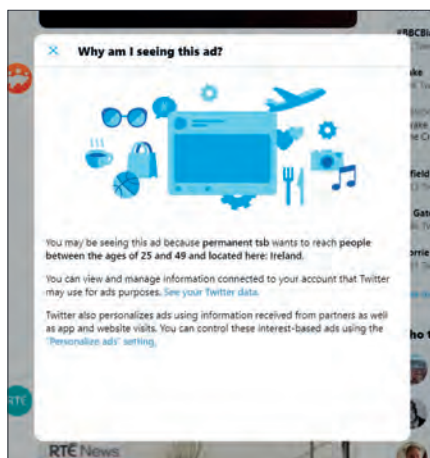 Why am I seeing this ad?
You may be seeing this ad because permanent tsb wants to reach people
between the ages of 25 and 49 and located here: Ireland.
You can view and manage information connected to your account that Twitter
may use for ads purposes. See your Twitter data.
Twitter also personalizes ads using information received from partners as well
as app and website visits. You can control these interest-based ads using the
"Personalize ads" setting.
RTÉ
RTÉ News